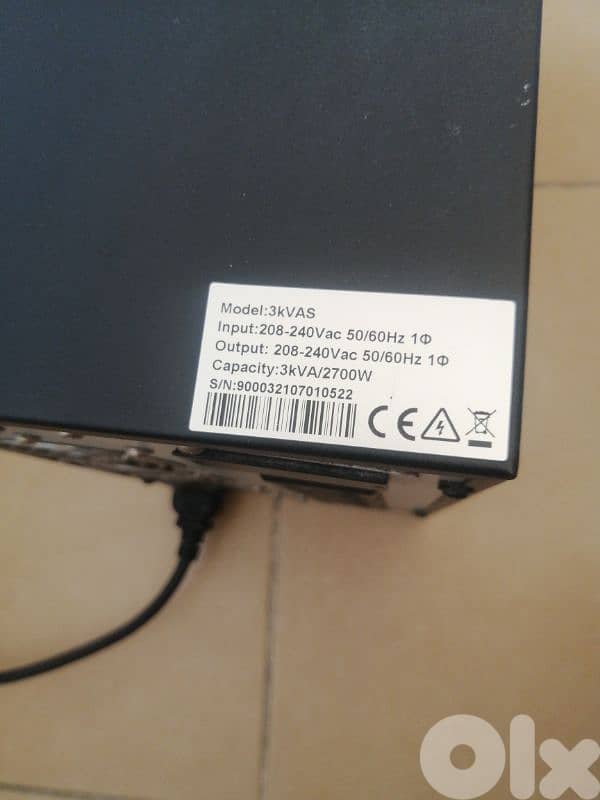 Model:3kVAS
Input:208-240Vac 50/60Hz 1Φ
Output: 208-240Vac 50/60Hz 1Φ
Capacity:3kVA/2700W
S/N:900032107010522
CE
Olx